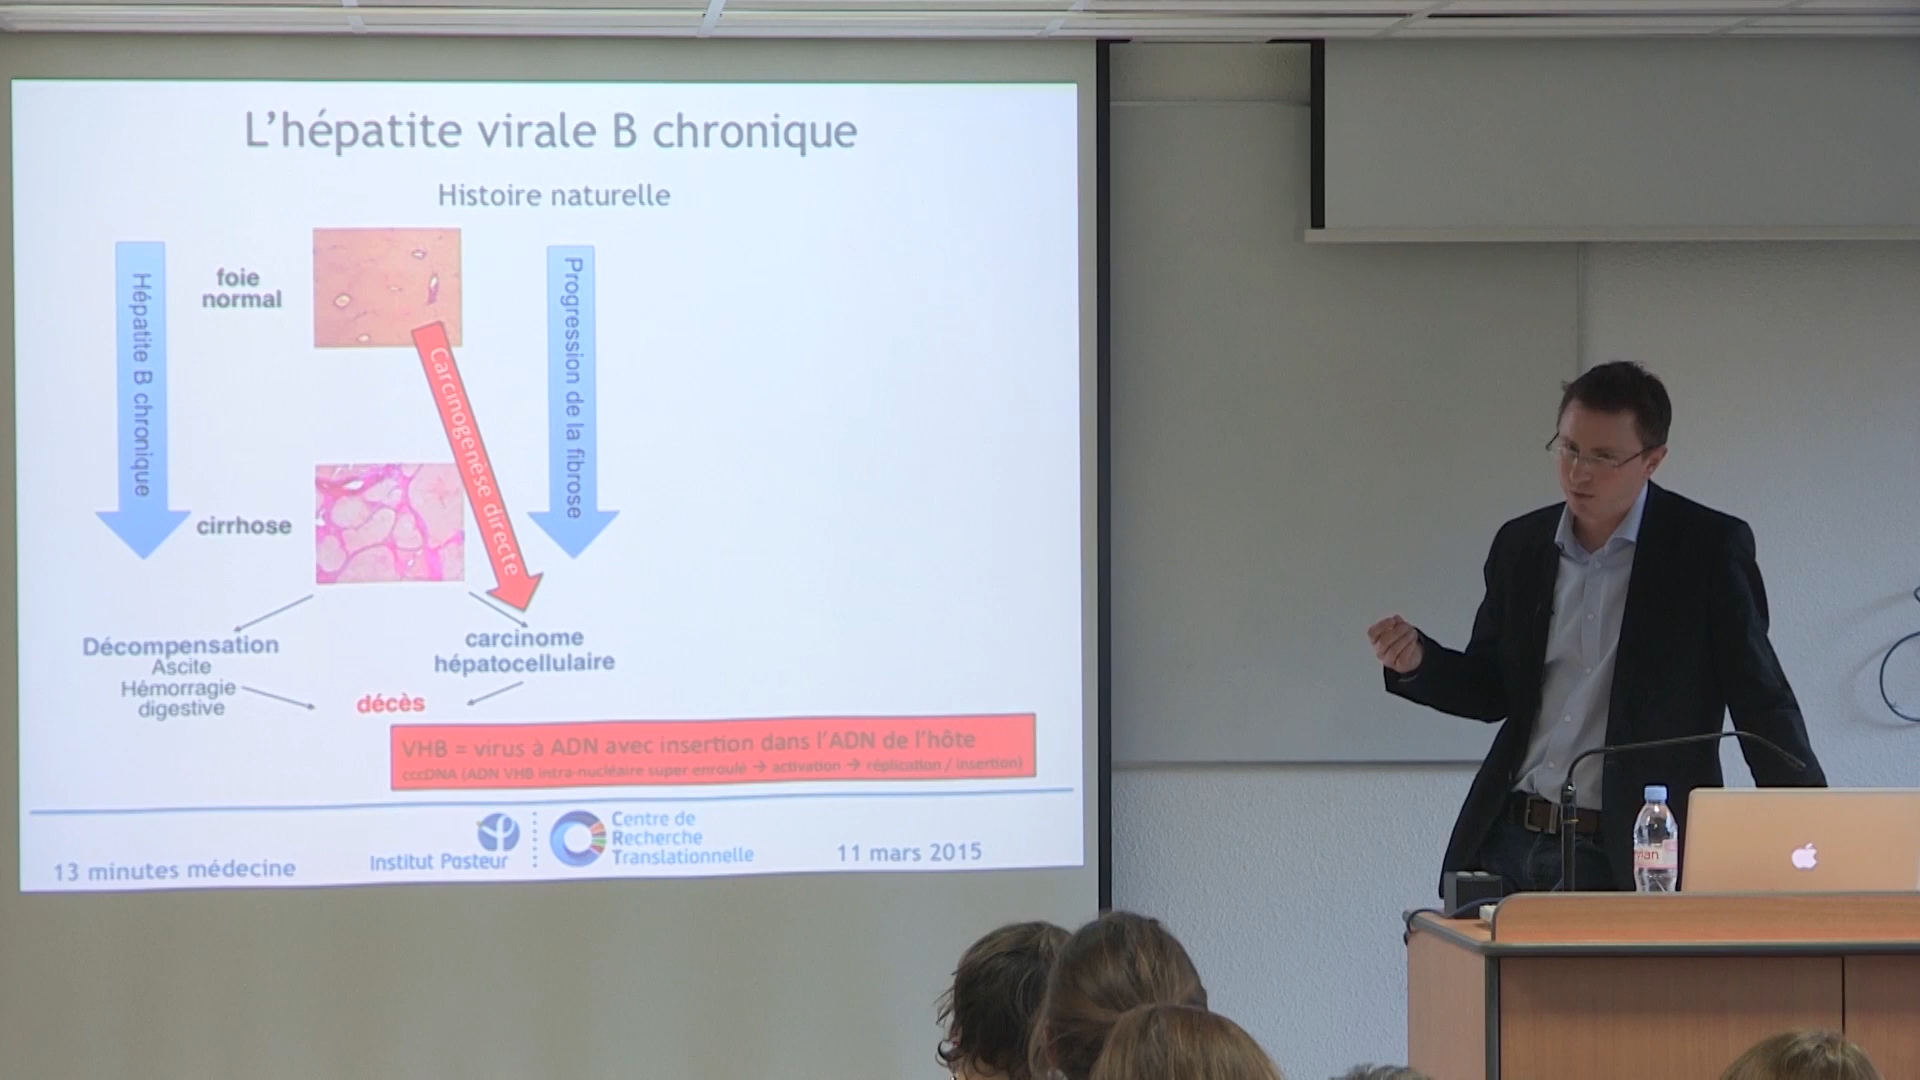 L'hépatite virale B chronique
Histoire naturelle
Hépatite B chronique
foie
normal
Progression de la fibrose
Carcinogenèse directe
cirrhose
Décompensation
Ascite
Hémorragie
digestive
carcinome
hépatocellulaire
décès
VHB = virus à ADN avec insertion dans l'ADN de l'hôte
cccDNA (ADN VHB intra-nucléaire super enroulé → activation → réplication / insertion)
13 minutes médecine
Institut Pasteur
Centre de
Recherche
Translationnelle
11 mars 2015